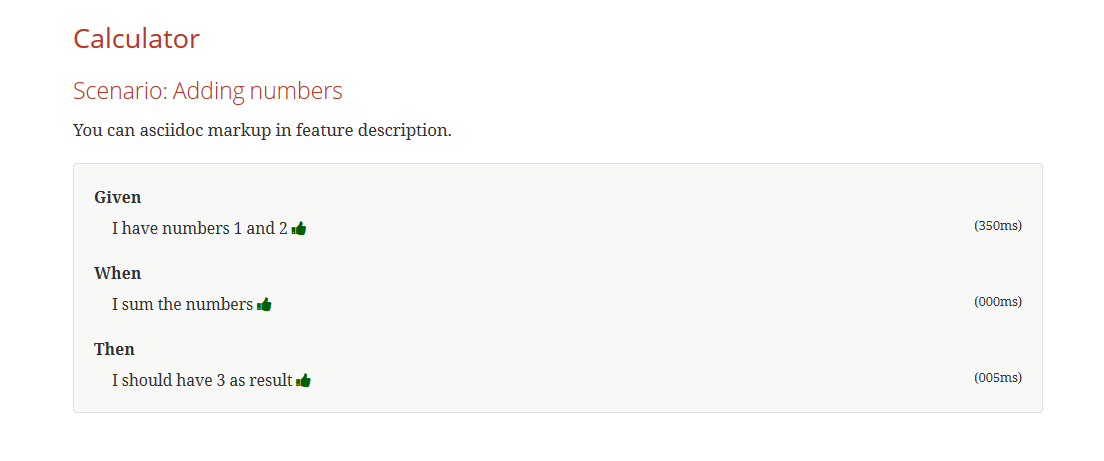 Calculator
Scenario: Adding numbers
You can asciidoc markup in feature description.
Given
I have numbers 1 and 2 (350ms)
When
I sum the numbers (000ms)
Then
I should have 3 as result (005ms)